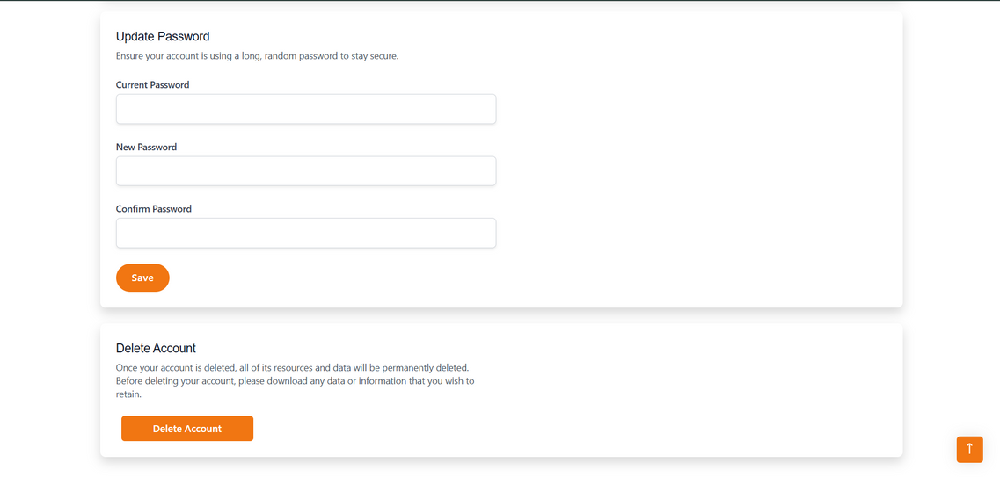 Update Password
Ensure your account is using a long, random password to stay secure.
Current Password
New Password
Confirm Password
Save
Delete Account
Once your account is deleted, all of its resources and data will be permanently deleted.
Before deleting your account, please download any data or information that you wish to
retain.
Delete Account
↑